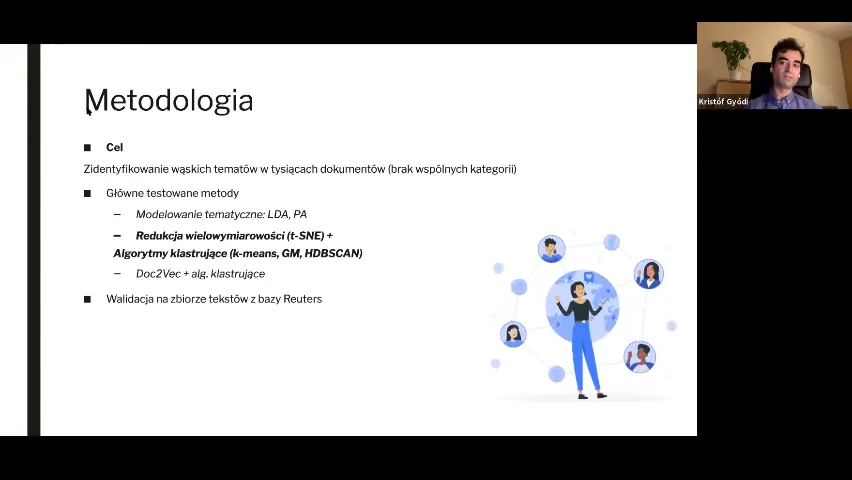 Metodologia
Cel
Zidentyfikowanie wąskich tematów w tysiącach dokumentów (brak wspólnych kategorii)
Główne testowane metody
– Modelowanie tematyczne: LDA, PA
– Redukcja wielowymiarowości (t-SNE) +
Algorytmy klastrujące (k-means, GM, HDBSCAN)
– Doc2Vec + alg. klastrujące
Walidacja na zbiorze tekstów z bazy Reuters
Kristóf Gyódi